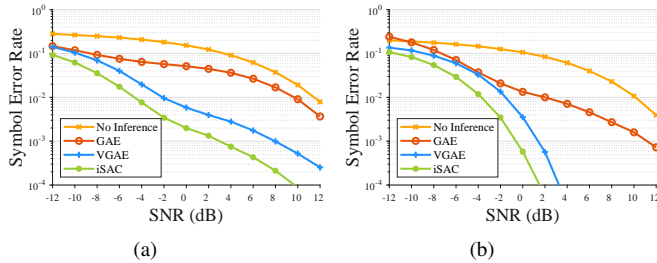 10^0
10^-1
10^-2
10^-3
10^-4
Symbol Error Rate
No Inference
GAE
VGAE
iSAC
-12 -10 -8 -6 -4 -2 0 2 4 6 8 10 12
SNR (dB)
(a)
10^0
10^-1
10^-2
10^-3
10^-4
Symbol Error Rate
No Inference
GAE
VGAE
iSAC
-12 -10 -8 -6 -4 -2 0 2 4 6 8 10 12
SNR (dB)
(b)